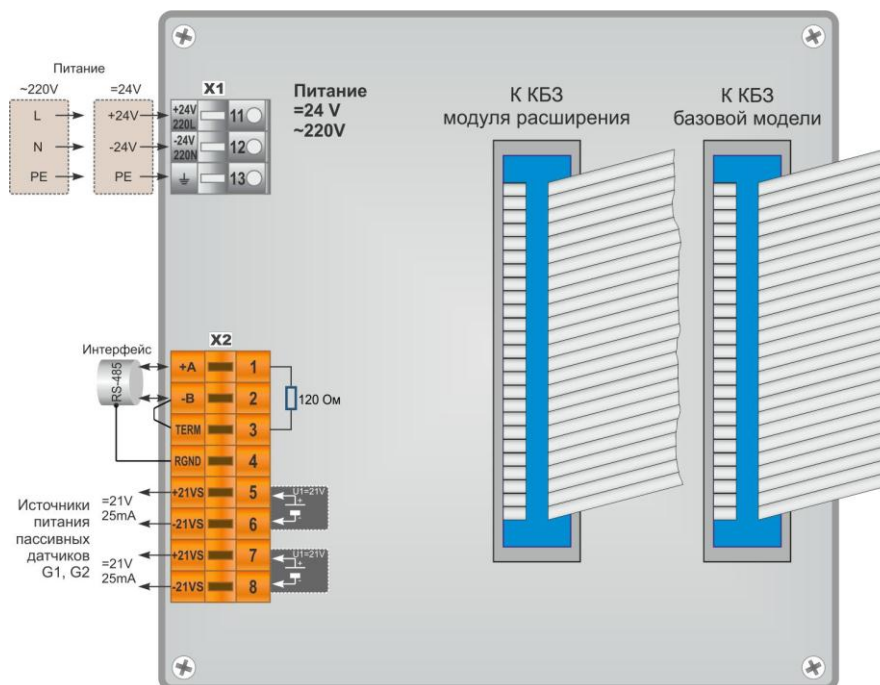 Питание
~220V
=24V
L
+24V
N
-24V
PE
PE
X1
+24V
220L
11
-24V
220N
12
13
Питание
=24 V
~220V
К КБЗ
модуля расширения
К КБЗ
базовой модели
X2
Интерфейс
RS-485
+A
1
-B
2
TERM
3
120 Ом
RGND
4
Источники
питания
пассивных
датчиков
G1, G2
=21V
25mA
=21V
25mA
+21VS
5
U1=21V
+
-
-21VS
6
+21VS
7
U1=21V
+
-
-21VS
8